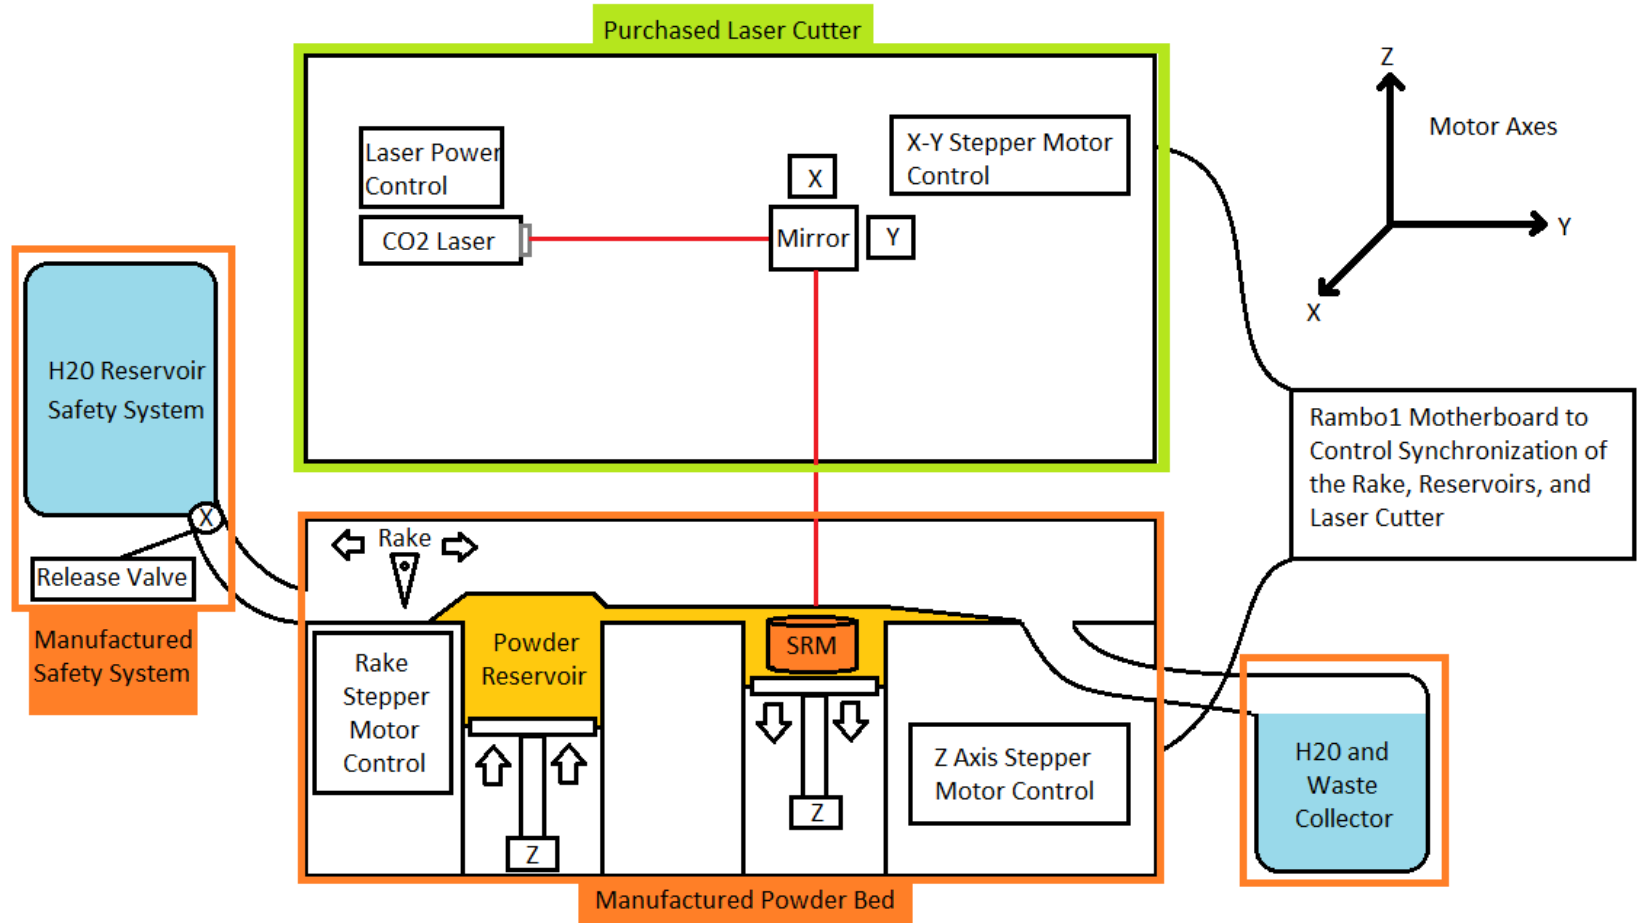 Purchased Laser Cutter
Z
Motor Axes
Y
X
Laser Power
Control
X-Y Stepper Motor
Control
X
CO2 Laser
Mirror
Y
H20 Reservoir
Safety System
X
Release Valve
Manufactured
Safety System
Rambo1 Motherboard to
Control Synchronization of
the Rake, Reservoirs, and
Laser Cutter
Rake
Rake
Stepper
Motor
Control
Powder
Reservoir
SRM
Z
Z
Z Axis Stepper
Motor Control
H20 and
Waste
Collector
Manufactured Powder Bed